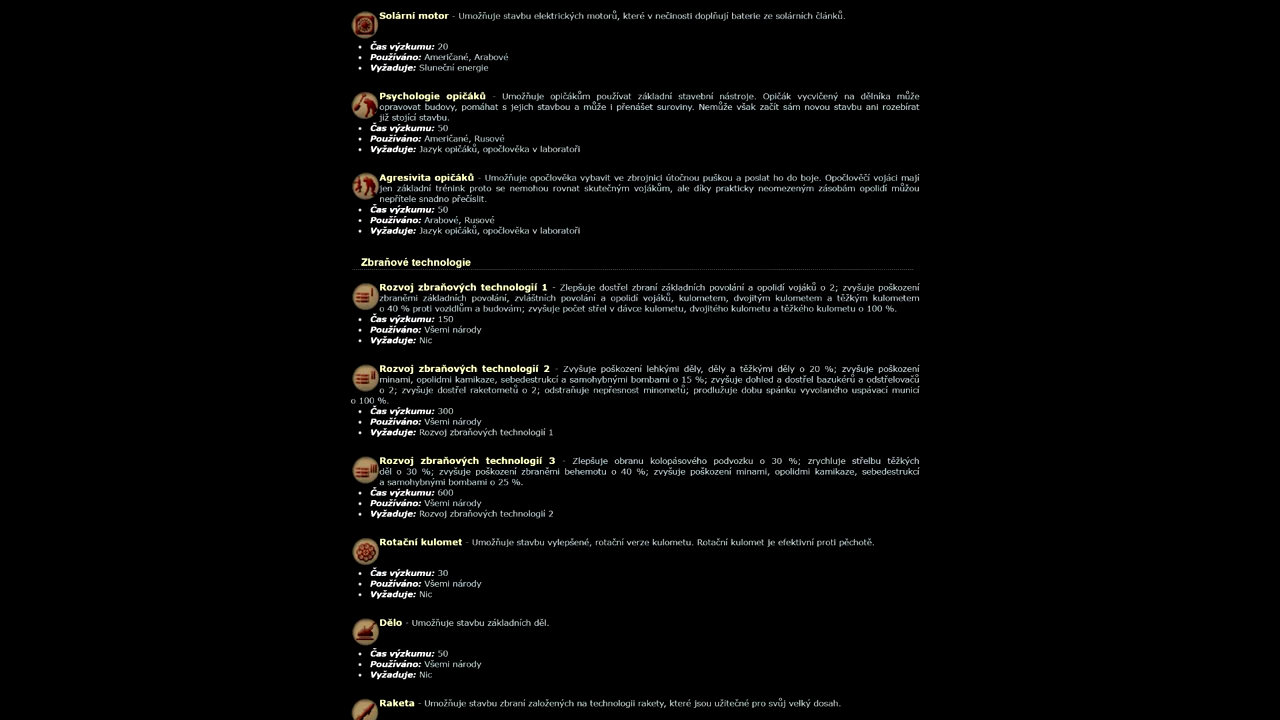 Solární motor - Umožňuje stavbu elektrických motorů, které v nečinosti doplňují baterie ze solárních článků.
Čas výzkumu: 20
Používáno: Američané, Arabové
Vyžaduje: Sluneční energie
Psychologie opičáků - Umožňuje opičákům používat základní stavební nástroje. Opičák vycvičený na dělníka může
opravovat budovy, pomáhat s jejich stavbou a může i přenášet suroviny. Nemůže však začít sám novou stavbu ani rozebírat
již stojící stavbu.
Čas výzkumu: 50
Používáno: Američané, Rusové
Vyžaduje: Jazyk opičáků, opočlověka v laboratoři
Agresivita opičáků - Umožňuje opočlověka vybavit ve zbrojnici útočnou puškou a poslat ho do boje. Opočlověčí vojáci mají
jen základní trénink proto se nemohou rovnat skutečným vojákům, ale díky prakticky neomezeným zásobám opolidí můžou
nepřítele snadno přečíslit.
Čas výzkumu: 50
Používáno: Arabové, Rusové
Vyžaduje: Jazyk opičáků, opočlověka v laboratoři
Zbraňové technologie
Rozvoj zbraňových technologií 1 - Zlepšuje dostřel zbraní základních povolání a opolidí vojáků o 2; zvyšuje poškození
zbraněmi základních povolání, zvláštních povolání a opolidí vojáků, kulometem, dvojitým kulometem a těžkým kulometem
o 40 % proti vozidlům a budovám; zvyšuje počet střel v dávce kulometu, dvojitého kulometu a těžkého kulometu o 100 %.
Čas výzkumu: 150
Používáno: Všemi národy
Vyžaduje: Nic
Rozvoj zbraňových technologií 2 - Zvyšuje poškození lehkými děly, děly a těžkými děly o 20 %; zvyšuje poškození
minami, opolidmi kamikaze, sebedestrukcí a samohybnými bombami o 15 %; zvyšuje dohled a dostřel bazukérů a odstřelovačů
o 2; zvyšuje dostřel raketometů o 2; odstraňuje nepřesnost minometů; prodlužuje dobu spánku vyvolaného uspávací municí
o 100 %.
Čas výzkumu: 300
Používáno: Všemi národy
Vyžaduje: Rozvoj zbraňových technologií 1
Rozvoj zbraňových technologií 3 - Zlepšuje obranu kolopásového podvozku o 30 %; zrychluje střelbu těžkých
děl o 30 %; zvyšuje poškození zbraněmi behemotu o 40 %; zvyšuje poškození minami, opolidmi kamikaze, sebedestrukcí
a samohybnými bombami o 25 %.
Čas výzkumu: 600
Používáno: Všemi národy
Vyžaduje: Rozvoj zbraňových technologií 2
Rotační kulomet - Umožňuje stavbu vylepšené, rotační verze kulometu. Rotační kulomet je efektivní proti pěchotě.
Čas výzkumu: 30
Používáno: Všemi národy
Vyžaduje: Nic
Dělo - Umožňuje stavbu základních děl.
Čas výzkumu: 50
Používáno: Všemi národy
Vyžaduje: Nic
Raketa - Umožňuje stavbu zbraní založených na technologii rakety, které jsou užitečné pro svůj velký dosah.